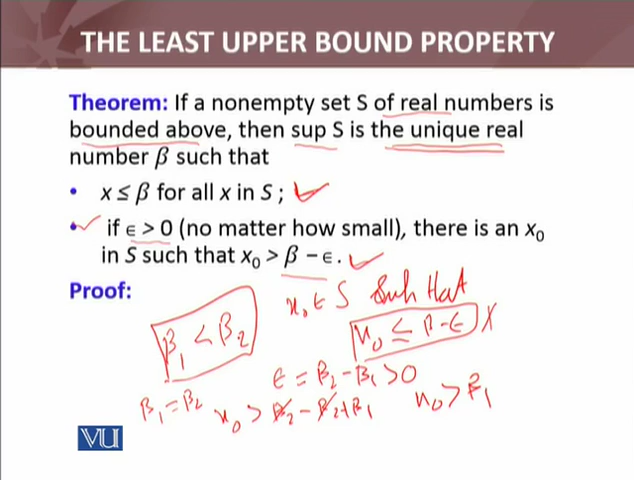 THE LEAST UPPER BOUND PROPERTY
Theorem: If a nonempty set S of real numbers is
bounded above, then sup S is the unique real
number β such that
• x ≤ β for all x in S ;
• if ϵ > 0 (no matter how small), there is an x₀
in S such that x₀ > β – ϵ .
Proof:
x₀ ∈ S Such that
β₁ < β₂
x₀ ≤ β - ϵ X
ϵ = β₂ - β₁ > 0
β₁ = β₂ x₀ > β₂ - β₂ + β₁ x₀ > β₁
VU